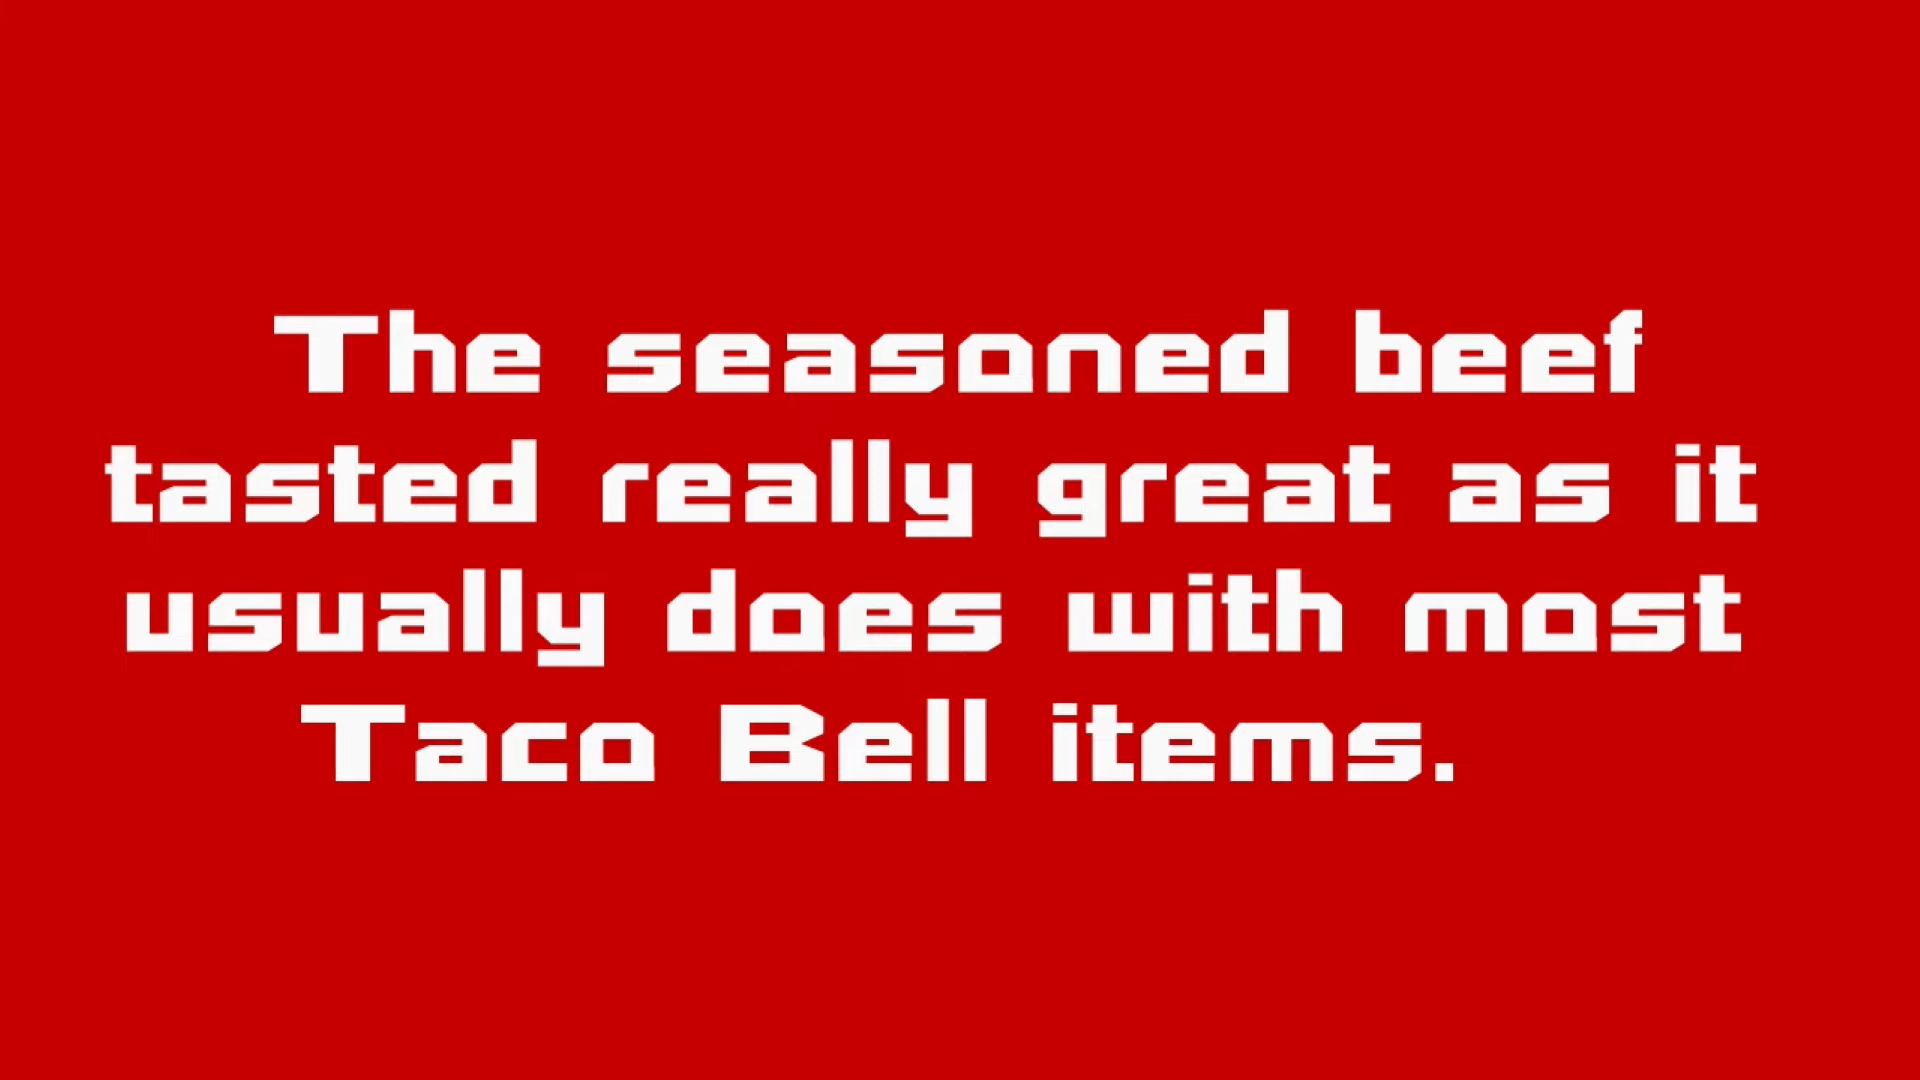 The seasoned beef
tasted really great as it
usually does with most
Taco Bell items.